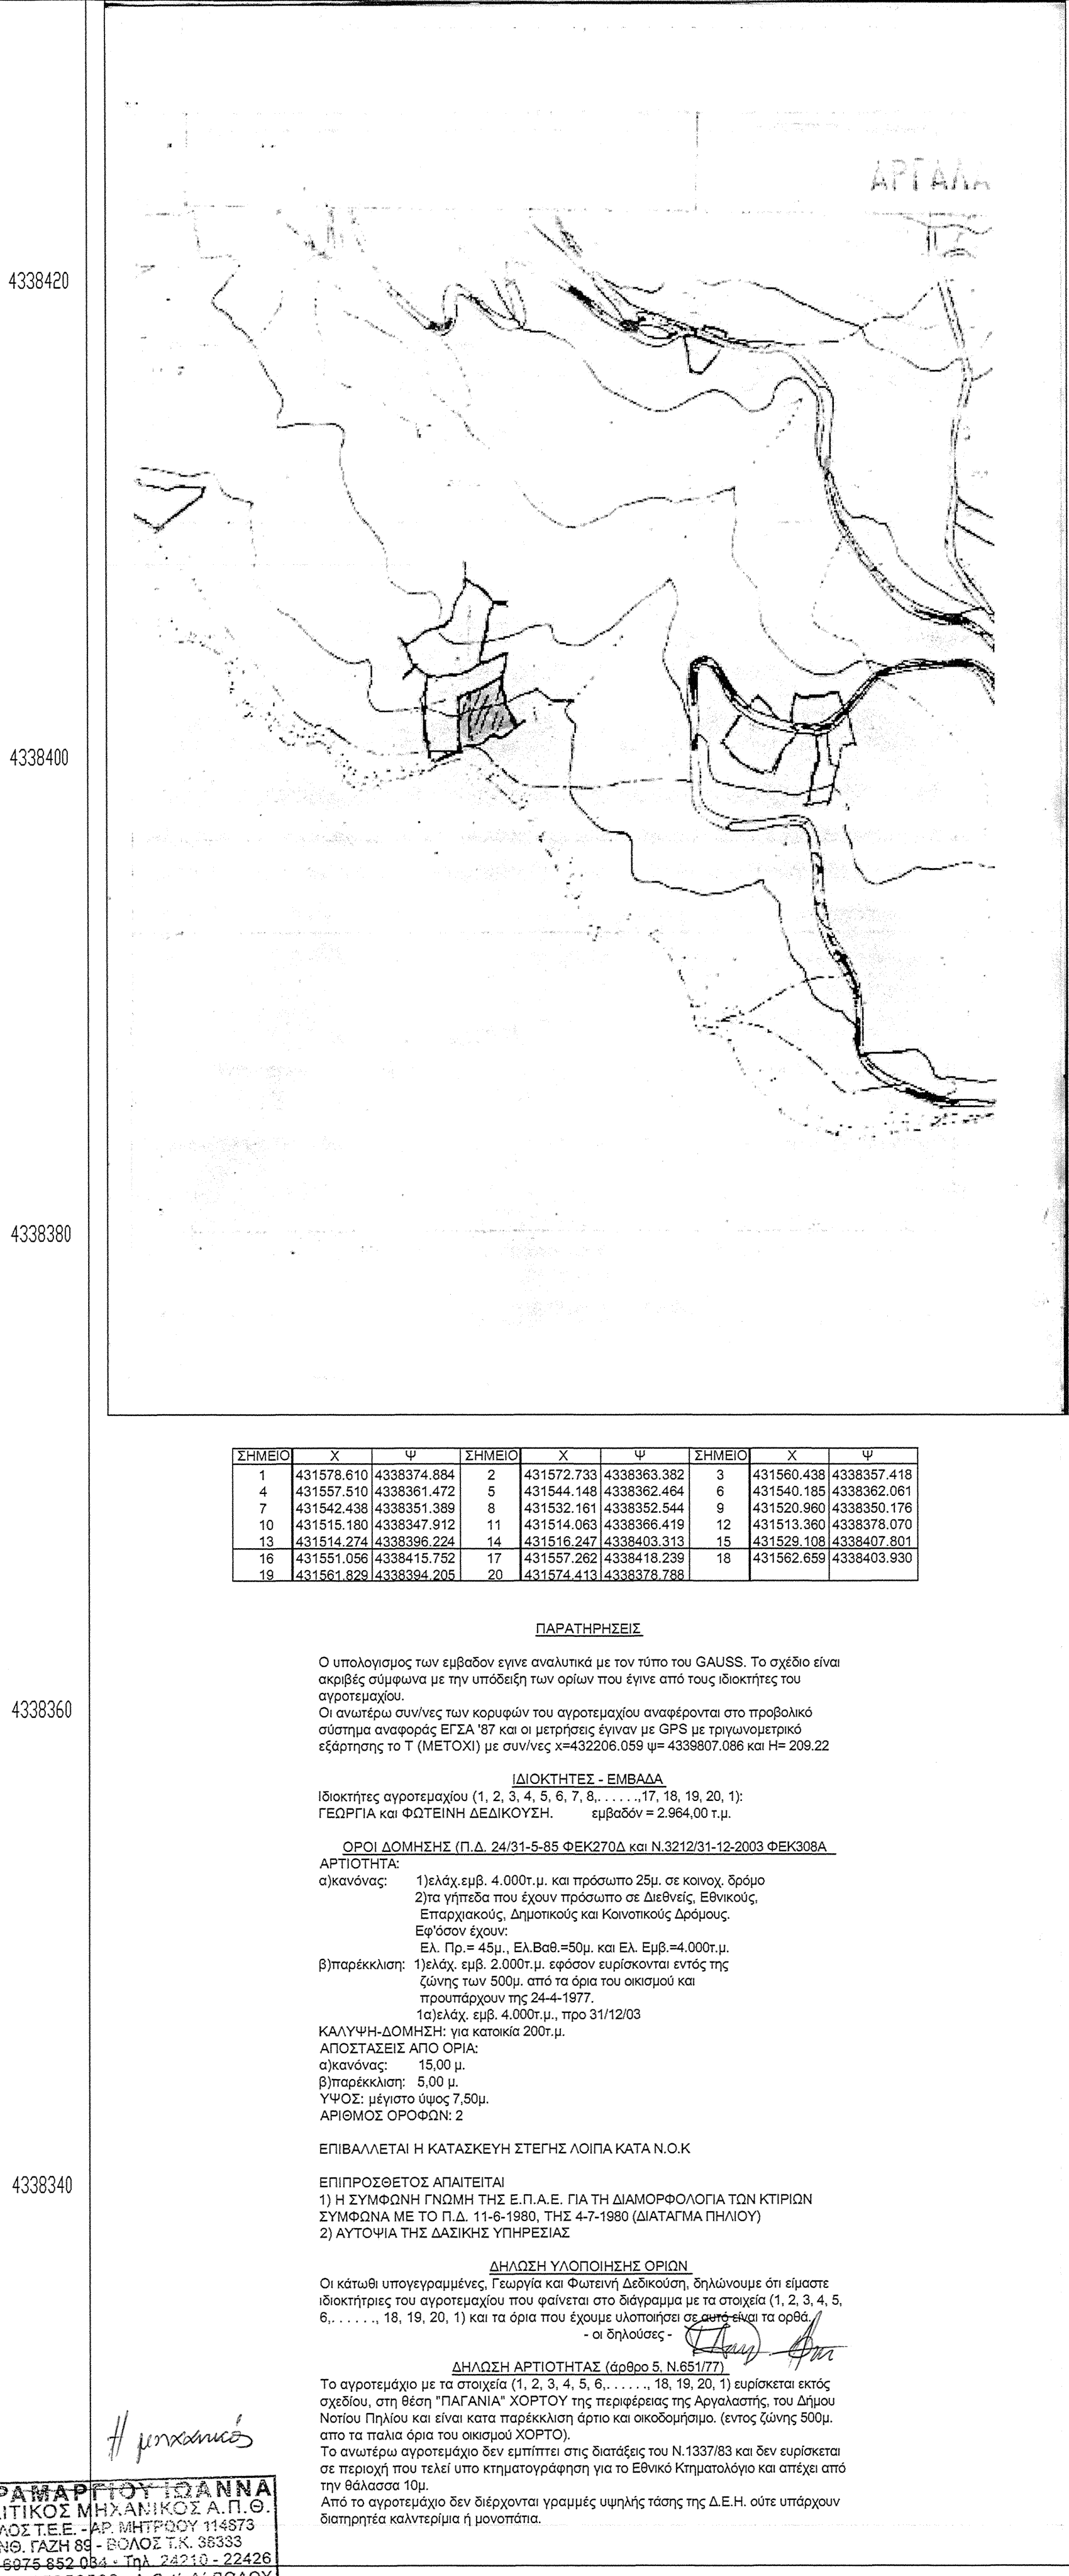 ΑΡΓΑΛΑ
4338420
4338400
4338380
4338360
4338340
ΣΗΜΕΙΟ Χ Ψ ΣΗΜΕΙΟ Χ Ψ ΣΗΜΕΙΟ Χ Ψ
1 431578.610 4338374.884 2 431572.733 4338363.382 3 431560.438 4338357.418
4 431557.510 4338361.472 5 431544.148 4338362.464 6 431540.185 4338362.061
7 431542.438 4338351.389 8 431532.161 4338352.544 9 431520.960 4338350.176
10 431515.180 4338347.912 11 431514.063 4338366.419 12 431513.360 4338378.070
13 431514.274 4338396.224 14 431516.247 4338403.313 15 431529.108 4338407.801
16 431551.056 4338415.752 17 431557.262 4338418.239 18 431562.659 4338403.930
19 431561.829 4338394.205 20 431574.413 4338378.788
ΠΑΡΑΤΗΡΗΣΕΙΣ
Ο υπολογισμος των εμβαδον εγινε αναλυτικά με τον τύπο του GAUSS. Το σχέδιο είναι
ακριβές σύμφωνα με την υπόδειξη των ορίων που έγινε από τους ιδιοκτήτες του
αγροτεμαχίου.
Οι ανωτέρω συν/νες των κορυφών του αγροτεμαχίου αναφέρονται στο προβολικό
σύστημα αναφοράς ΕΓΣΑ '87 και οι μετρήσεις έγιναν με GPS με τριγωνομετρικό
εξάρτησης το Τ (ΜΕΤΟΧΙ) με συν/νες x=432206.059 ψ= 4339807.086 και Η= 209.22
ΙΔΙΟΚΤΗΤΕΣ - ΕΜΒΑΔΑ
Ιδιοκτήτες αγροτεμαχίου (1, 2, 3, 4, 5, 6, 7, 8,. . . . . .,17, 18, 19, 20, 1):
ΓΕΩΡΓΙΑ και ΦΩΤΕΙΝΗ ΔΕΔΙΚΟΥΣΗ. εμβαδόν = 2.964,00 τ.μ.
ΟΡΟΙ ΔΟΜΗΣΗΣ (Π.Δ. 24/31-5-85 ΦΕΚ270Δ και Ν.3212/31-12-2003 ΦΕΚ308Α
ΑΡΤΙΟΤΗΤΑ:
α)κανόνας: 1)ελάχ.εμβ. 4.000τ.μ. και πρόσωπο 25μ. σε κοινοχ. δρόμο
2)τα γήπεδα που έχουν πρόσωπο σε Διεθνείς, Εθνικούς,
Επαρχιακούς, Δημοτικούς και Κοινοτικούς Δρόμους.
Εφ'όσον έχουν:
Ελ. Πρ.= 45μ., Ελ.Βαθ.=50μ. και Ελ. Εμβ.=4.000τ.μ.
β)παρέκκλιση: 1)ελάχ. εμβ. 2.000τ.μ. εφόσον ευρίσκονται εντός της
ζώνης των 500μ. από τα όρια του οικισμού και
προυπάρχουν της 24-4-1977.
1α)ελάχ. εμβ. 4.000τ.μ., προ 31/12/03
ΚΑΛΥΨΗ-ΔΟΜΗΣΗ: για κατοικία 200τ.μ.
ΑΠΟΣΤΑΣΕΙΣ ΑΠΟ ΟΡΙΑ:
α)κανόνας: 15,00 μ.
β)παρέκκλιση: 5,00 μ.
ΥΨΟΣ: μέγιστο ύψος 7,50μ.
ΑΡΙΘΜΟΣ ΟΡΟΦΩΝ: 2
ΕΠΙΒΑΛΛΕΤΑΙ Η ΚΑΤΑΣΚΕΥΗ ΣΤΕΓΗΣ ΛΟΙΠΑ ΚΑΤΑ Ν.Ο.Κ
ΕΠΙΠΡΟΣΘΕΤΟΣ ΑΠΑΙΤΕΙΤΑΙ
1) Η ΣΥΜΦΩΝΗ ΓΝΩΜΗ ΤΗΣ Ε.Π.Α.Ε. ΓΙΑ ΤΗ ΔΙΑΜΟΡΦΟΛΟΓΙΑ ΤΩΝ ΚΤΙΡΙΩΝ
ΣΥΜΦΩΝΑ ΜΕ ΤΟ Π.Δ. 11-6-1980, ΤΗΣ 4-7-1980 (ΔΙΑΤΑΓΜΑ ΠΗΛΙΟΥ)
2) ΑΥΤΟΨΙΑ ΤΗΣ ΔΑΣΙΚΗΣ ΥΠΗΡΕΣΙΑΣ
ΔΗΛΩΣΗ ΥΛΟΠΟΙΗΣΗΣ ΟΡΙΩΝ
Οι κάτωθι υπογεγραμμένες, Γεωργία και Φωτεινή Δεδικούση, δηλώνουμε ότι είμαστε
ιδιοκτήτριες του αγροτεμαχίου που φαίνεται στο διάγραμμα με τα στοιχεία (1, 2, 3, 4, 5,
6,. . . . . ., 18, 19, 20, 1) και τα όρια που έχουμε υλοποιήσει σε αυτό είναι τα ορθά.
- οι δηλούσες -
ΔΗΛΩΣΗ ΑΡΤΙΟΤΗΤΑΣ (άρθρο 5, Ν.651/77)
Το αγροτεμάχιο με τα στοιχεία (1, 2, 3, 4, 5, 6,. . . . . ., 18, 19, 20, 1) ευρίσκεται εκτός
σχεδίου, στη θέση "ΠΑΓΑΝΙΑ" ΧΟΡΤΟΥ της περιφέρειας της Αργαλαστής, του Δήμου
Νοτίου Πηλίου και είναι κατα παρέκκλιση άρτιο και οικοδομήσιμο. (εντος ζώνης 500μ.
απο τα παλια όρια του οικισμού ΧΟΡΤΟ).
Το ανωτέρω αγροτεμάχιο δεν εμπίπτει στις διατάξεις του Ν.1337/83 και δεν ευρίσκεται
σε περιοχή που τελεί υπο κτηματογράφηση για το Εθνικό Κτηματολόγιο και απέχει από
την θάλασσα 10μ.
Από το αγροτεμάχιο δεν διέρχονται γραμμές υψηλής τάσης της Δ.Ε.Η. ούτε υπάρχουν
διατηρητέα καλντερίμια ή μονοπάτια.
Η μηχανικός
ΡΑΜΑΡΓΙΟΥ ΙΩΑΝΝΑ
ΙΤΙΚΟΣ ΜΗΧΑΝΙΚΟΣ Α.Π.Θ.
ΛΟΣ Τ.Ε.Ε. - ΑΡ. ΜΗΤΡΩΟΥ 114873
ΝΘ. ΓΑΖΗ 89 - ΒΟΛΟΣ Τ.Κ. 38333
6975 852 034 - Τηλ. 24210 - 22426